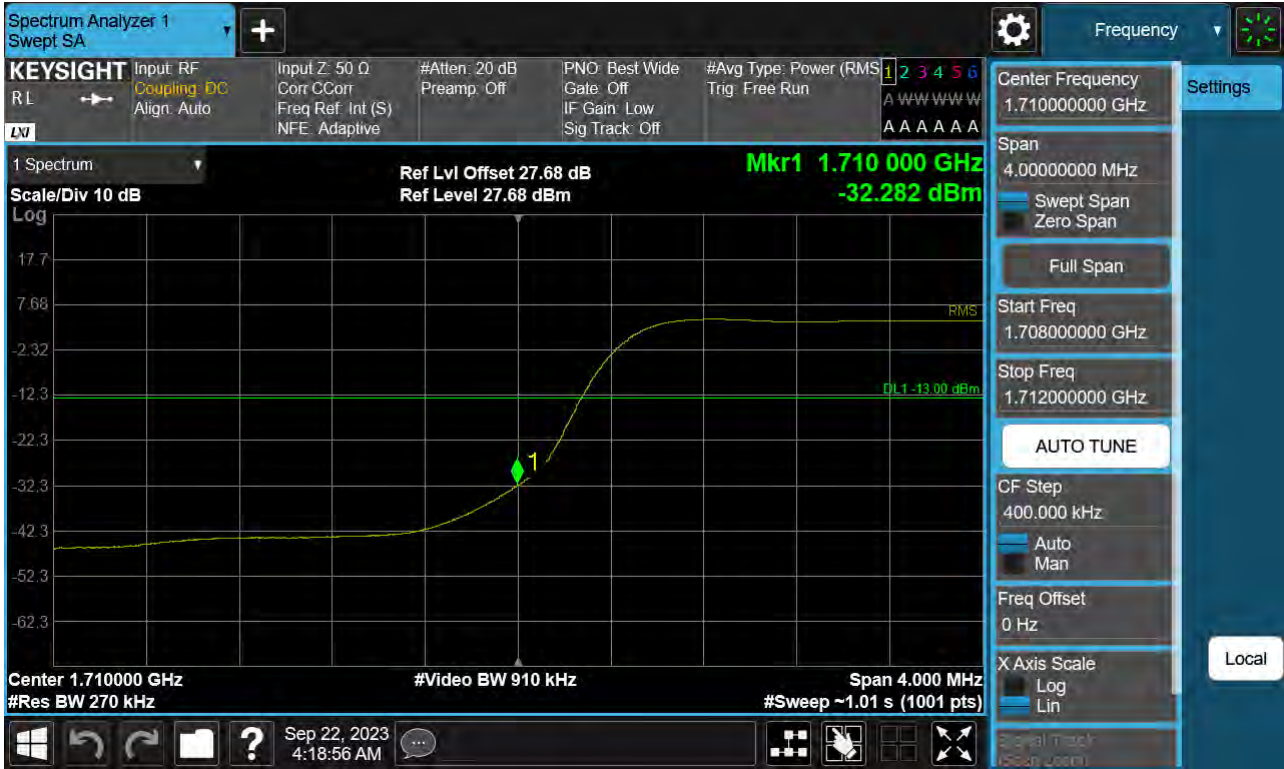 Spectrum Analyzer 1
Swept SA
Frequency
KEYSIGHT
R L
LXI
Input: RF
Coupling: DC
Align: Auto
Input Z: 50 Ω
Corr CCorr
Freq Ref: Int (S)
NFE: Adaptive
#Atten: 20 dB
Preamp: Off
PNO: Best Wide
Gate: Off
IF Gain: Low
Sig Track: Off
#Avg Type: Power (RMS
Trig: Free Run
1 2 3 4 5 6
A W W W W W
A A A A A A
1 Spectrum
Scale/Div 10 dB
Ref Lvl Offset 27.68 dB
Ref Level 27.68 dBm
Mkr1 1.710 000 GHz
-32.282 dBm
Log
17.7
7.68
-2.32
-12.3
-22.3
-32.3
-42.3
-52.3
-62.3
RMS
DL1 -13.00 dBm
1
Center 1.710000 GHz
#Res BW 270 kHz
#Video BW 910 kHz
Span 4.000 MHz
#Sweep ~1.01 s (1001 pts)
Center Frequency
1.710000000 GHz
Settings
Span
4.00000000 MHz
Swept Span
Zero Span
Full Span
Start Freq
1.708000000 GHz
Stop Freq
1.712000000 GHz
AUTO TUNE
CF Step
400.000 kHz
Auto
Man
Freq Offset
0 Hz
X Axis Scale
Log
Lin
Local
Signal Track
(Span Zoom)
Sep 22, 2023
4:18:56 AM